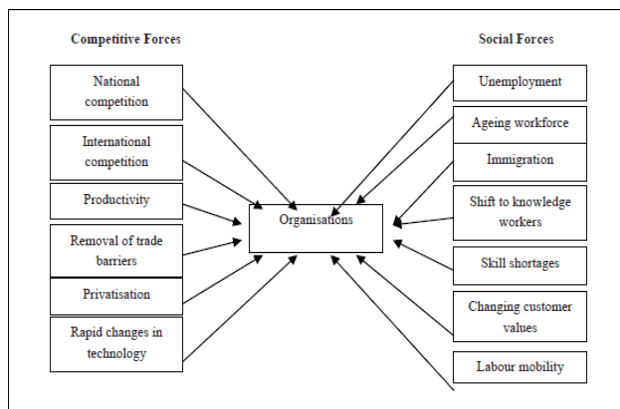 Competitive Forces
National
competition
International
competition
Productivity
Removal of trade
barriers
Privatisation
Rapid changes in
technology
Organisations
Social Forces
Unemployment
Ageing workforce
Immigration
Shift to knowledge
workers
Skill shortages
Changing customer
values
Labour mobility